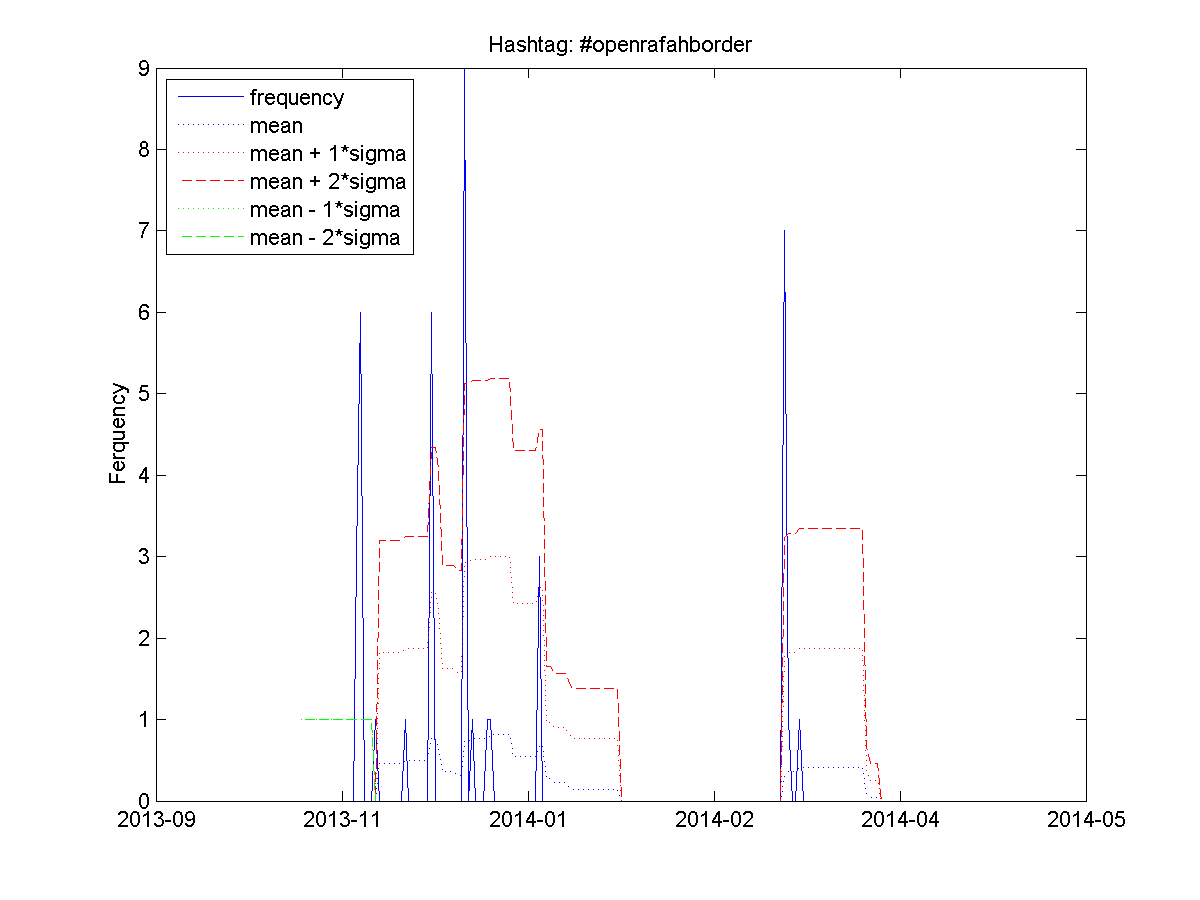 Hashtag: #openrafahborder
9
8
7
6
5
4
3
2
1
0
Ferquency
frequency
mean
mean + 1*sigma
mean + 2*sigma
mean - 1*sigma
mean - 2*sigma
2013-09 2013-11 2014-01 2014-02 2014-04 2014-05